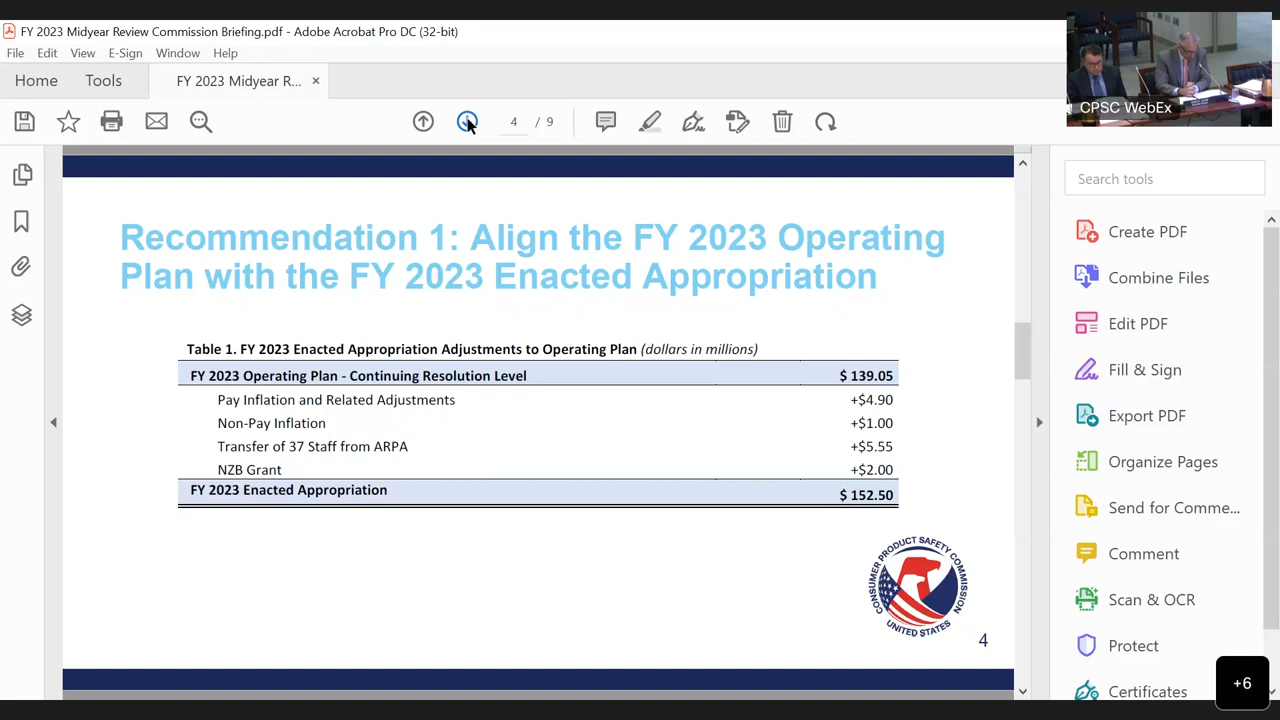 FY 2023 Midyear Review Commission Briefing.pdf - Adobe Acrobat Pro DC (32-bit)
File Edit View E-Sign Window Help
Home Tools FY 2023 Midyear R... ×
4 / 9
CPSC WebEx
Recommendation 1: Align the FY 2023 Operating
Plan with the FY 2023 Enacted Appropriation
Table 1. FY 2023 Enacted Appropriation Adjustments to Operating Plan (dollars in millions)
FY 2023 Operating Plan - Continuing Resolution Level $ 139.05
Pay Inflation and Related Adjustments +$4.90
Non-Pay Inflation +$1.00
Transfer of 37 Staff from ARPA +$5.55
NZB Grant +$2.00
FY 2023 Enacted Appropriation $ 152.50
CONSUMER PRODUCT SAFETY COMMISSION
UNITED STATES
4
Search tools
Create PDF
Combine Files
Edit PDF
Fill & Sign
Export PDF
Organize Pages
Send for Comme...
Comment
Scan & OCR
Protect
Certificates
+6